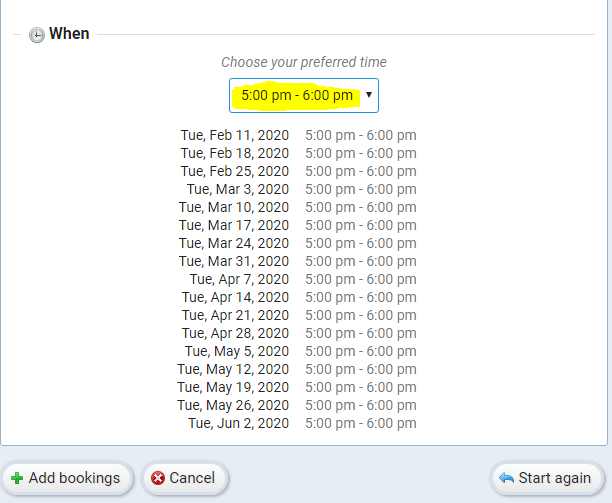 When
Choose your preferred time
5:00 pm - 6:00 pm
Tue, Feb 11, 2020 5:00 pm - 6:00 pm
Tue, Feb 18, 2020 5:00 pm - 6:00 pm
Tue, Feb 25, 2020 5:00 pm - 6:00 pm
Tue, Mar 3, 2020 5:00 pm - 6:00 pm
Tue, Mar 10, 2020 5:00 pm - 6:00 pm
Tue, Mar 17, 2020 5:00 pm - 6:00 pm
Tue, Mar 24, 2020 5:00 pm - 6:00 pm
Tue, Mar 31, 2020 5:00 pm - 6:00 pm
Tue, Apr 7, 2020 5:00 pm - 6:00 pm
Tue, Apr 14, 2020 5:00 pm - 6:00 pm
Tue, Apr 21, 2020 5:00 pm - 6:00 pm
Tue, Apr 28, 2020 5:00 pm - 6:00 pm
Tue, May 5, 2020 5:00 pm - 6:00 pm
Tue, May 12, 2020 5:00 pm - 6:00 pm
Tue, May 19, 2020 5:00 pm - 6:00 pm
Tue, May 26, 2020 5:00 pm - 6:00 pm
Tue, Jun 2, 2020 5:00 pm - 6:00 pm
Add bookings Cancel Start again